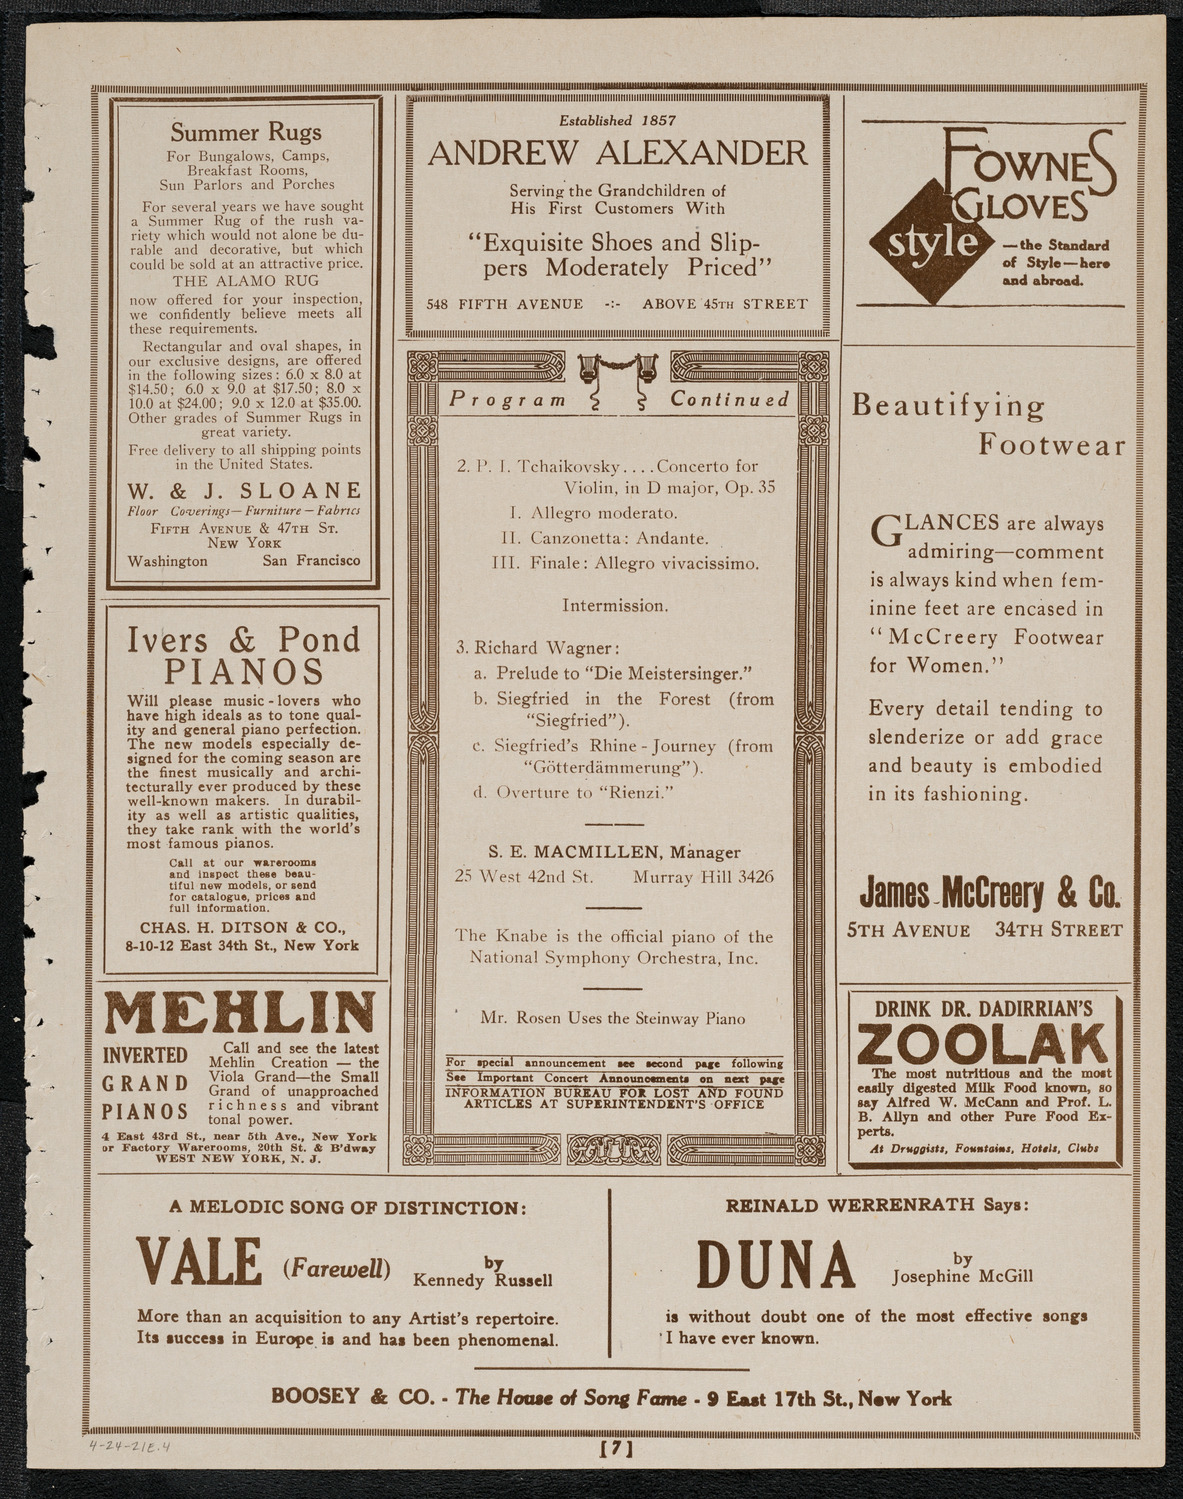 Summer Rugs
For Bungalows, Camps,
Breakfast Rooms,
Sun Parlors and Porches
For several years we have sought
a Summer Rug of the rush va-
riety which would not alone be du-
rable and decorative, but which
could be sold at an attractive price.
THE ALAMO RUG
now offered for your inspection,
we confidently believe meets all
these requirements.
Rectangular and oval shapes, in
our exclusive designs, are offered
in the following sizes: 6.0 x 8.0 at
$14.50; 6.0 x 9.0 at $17.50; 8.0 x
10.0 at $24.00; 9.0 x 12.0 at $35.00.
Other grades of Summer Rugs in
great variety.
Free delivery to all shipping points
in the United States.
W. & J. SLOANE
Floor Coverings—Furniture—Fabrics
FIFTH AVENUE & 47TH ST.
NEW YORK
Washington San Francisco
Ivers & Pond
PIANOS
Will please music-lovers who
have high ideals as to tone qual-
ity and general piano perfection.
The new models especially de-
signed for the coming season are
the finest musically and archi-
tecturally ever produced by these
well-known makers. In durabil-
ity as well as artistic qualities,
they take rank with the world's
most famous pianos.
Call at our warerooms
and inspect these beau-
tiful new models, or send
for catalogue, prices and
full information.
CHAS. H. DITSON & CO.,
8-10-12 East 34th St., New York
MEHLIN
INVERTED
GRAND
PIANOS
Call and see the latest
Mehlin Creation — the
Viola Grand—the Small
Grand of unapproached
richness and vibrant
tonal power.
4 East 43rd St., near 5th Ave., New York
or Factory Warerooms, 20th St. & B'dway
WEST NEW YORK, N. J.
Established 1857
ANDREW ALEXANDER
Serving the Grandchildren of
His First Customers With
"Exquisite Shoes and Slip-
pers Moderately Priced"
548 FIFTH AVENUE -:- ABOVE 45TH STREET
Program Continued
2. P. I. Tchaikovsky....Concerto for
Violin, in D major, Op. 35
I. Allegro moderato.
II. Canzonetta: Andante.
III. Finale: Allegro vivacissimo.
Intermission.
3. Richard Wagner:
a. Prelude to "Die Meistersinger."
b. Siegfried in the Forest (from
"Siegfried").
c. Siegfried's Rhine-Journey (from
"Götterdämmerung").
d. Overture to "Rienzi."
S. E. MACMILLEN, Manager
25 West 42nd St. Murray Hill 3426
The Knabe is the official piano of the
National Symphony Orchestra, Inc.
Mr. Rosen Uses the Steinway Piano
For special announcement see second page following
See Important Concert Announcements on next page
INFORMATION BUREAU FOR LOST AND FOUND
ARTICLES AT SUPERINTENDENT'S OFFICE
FOWNES
GLOVES
style
—the Standard
of Style—here
and abroad.
Beautifying
Footwear
GLANCES are always
admiring—comment
is always kind when fem-
inine feet are encased in
"McCreery Footwear
for Women."
Every detail tending to
slenderize or add grace
and beauty is embodied
in its fashioning.
James McCreery & Co.
5TH AVENUE 34TH STREET
DRINK DR. DADIRRIAN'S
ZOOLAK
The most nutritious and the most
easily digested Milk Food known, so
say Alfred W. McCann and Prof. L.
B. Allyn and other Pure Food Ex-
perts.
At Druggists, Fountains, Hotels, Clubs
A MELODIC SONG OF DISTINCTION:
VALE (Farewell) by
Kennedy Russell
More than an acquisition to any Artist's repertoire.
Its success in Europe is and has been phenomenal.
REINALD WERRENRATH Says:
DUNA by
Josephine McGill
is without doubt one of the most effective songs
I have ever known.
BOOSEY & CO. - The House of Song Fame - 9 East 17th St., New York
4-24-21E.4
[7]